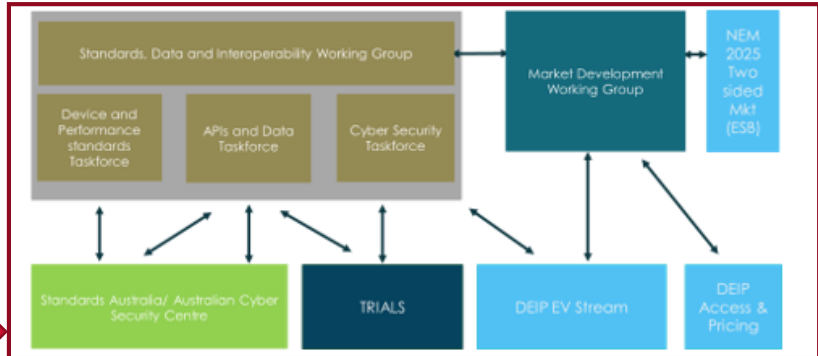 Standards, Data and Interoperability Working Group
Device and
Performance
standards
Taskforce
APIs and Data
Taskforce
Cyber Security
Taskforce
Market Development
Working Group
NEM
2025
Two
sided
Mkt
(ESB)
Standards Australia/ Australian Cyber
Security Centre
TRIALS
DEIP EV Stream
DEIP
Access &
Pricing